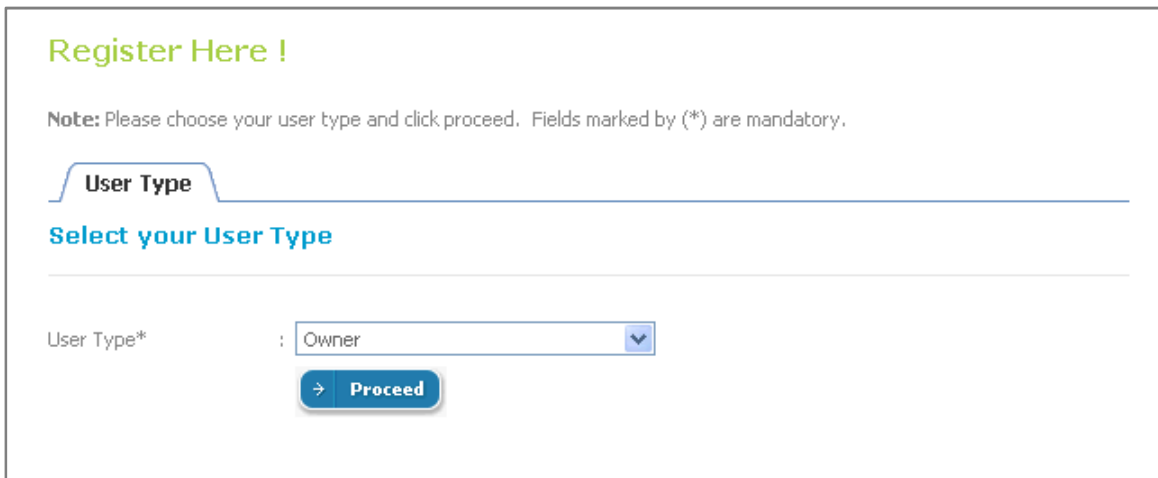 Register Here !
Note: Please choose your user type and click proceed. Fields marked by (*) are mandatory.
User Type
Select your User Type
User Type* : Owner
Proceed